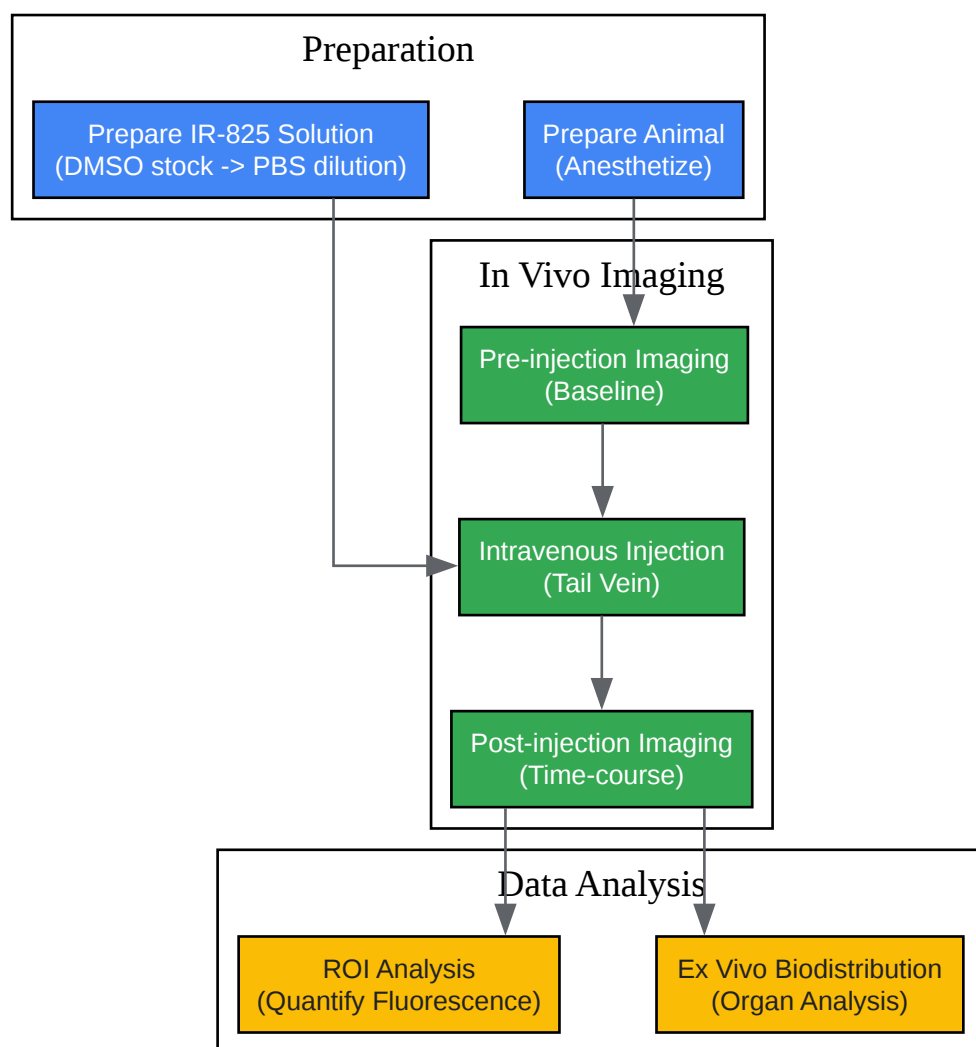 Preparation
Prepare IR-825 Solution
(DMSO stock -> PBS dilution)
Prepare Animal
(Anesthetize)
In Vivo Imaging
Pre-injection Imaging
(Baseline)
Intravenous Injection
(Tail Vein)
Post-injection Imaging
(Time-course)
Data Analysis
ROI Analysis
(Quantify Fluorescence)
Ex Vivo Biodistribution
(Organ Analysis)